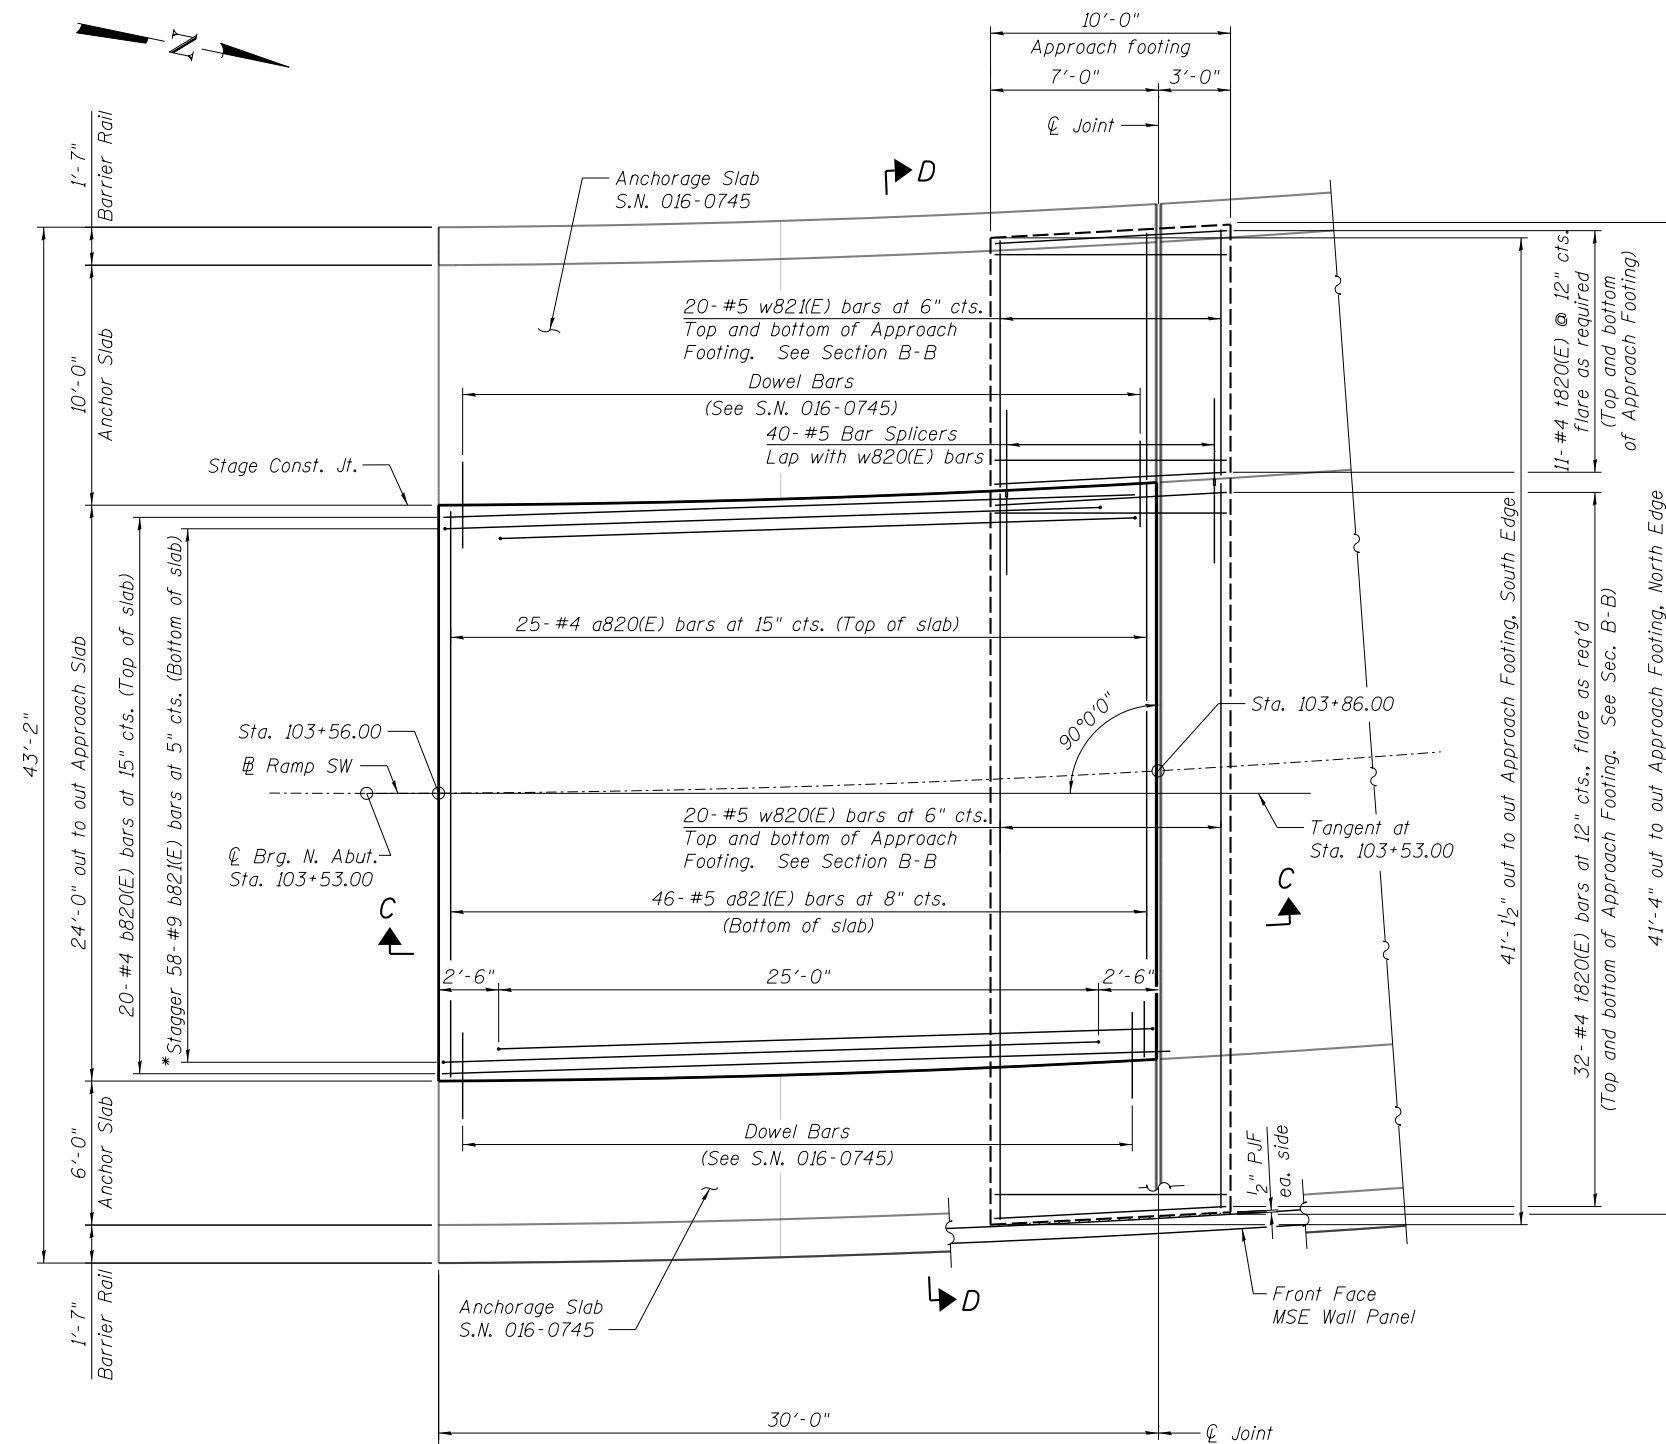 N
10'-0"
Approach footing
7'-0"
3'-0"
℄ Joint
1'-7"
Barrier Rail
Anchorage Slab
S.N. 016-0745
D
20-#5 w821(E) bars at 6" cts.
Top and bottom of Approach
Footing. See Section B-B
Dowel Bars
(See S.N. 016-0745)
40-#5 Bar Splicers
Lap with w820(E) bars
11-#4 t820(E) @ 12" cts.
flare as required
(Top and bottom
of Approach Footing)
10'-0"
Anchor Slab
Stage Const. Jt.
43'-2"
24'-0" out to out Approach Slab
20-#4 b820(E) bars at 15" cts. (Top of slab)
*Stagger 58-#9 b821(E) bars at 5" cts. (Bottom of slab)
25-#4 a820(E) bars at 15" cts. (Top of slab)
90°0'0"
Sta. 103+86.00
Sta. 103+56.00
℄ Ramp SW
℄ Brg. N. Abut.
Sta. 103+53.00
20-#5 w820(E) bars at 6" cts.
Top and bottom of Approach
Footing. See Section B-B
Tangent at
Sta. 103+53.00
C
C
46-#5 a821(E) bars at 8" cts.
(Bottom of slab)
2'-6"
25'-0"
2'-6"
41'-1½" out to out Approach Footing, South Edge
32-#4 t820(E) bars at 12" cts., flare as req'd
(Top and bottom of Approach Footing. See Sec. B-B)
41'-4" out to out Approach Footing, North Edge
6'-0"
Anchor Slab
Dowel Bars
(See S.N. 016-0745)
½" PJF
ea. side
1'-7"
Barrier Rail
Anchorage Slab
S.N. 016-0745
D
Front Face
MSE Wall Panel
30'-0"
℄ Joint